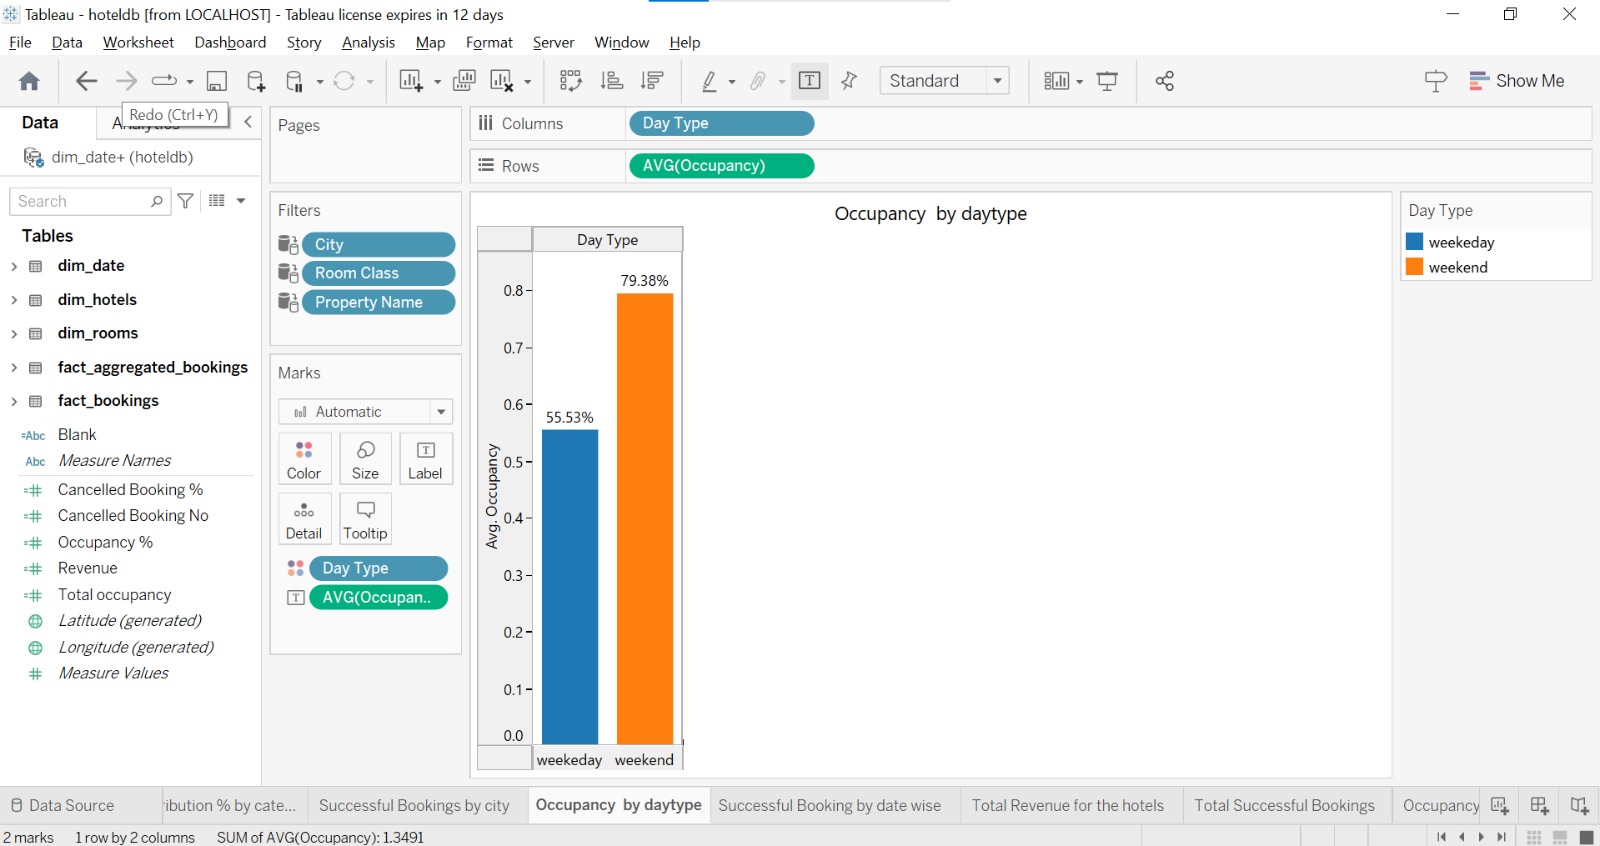 Tableau - hoteldb [from LOCALHOST] - Tableau license expires in 12 days
File Data Worksheet Dashboard Story Analysis Map Format Server Window Help
Standard
Show Me
Redo (Ctrl+Y)
Data
dim_date+ (hoteldb)
Search
Tables
dim_date
dim_hotels
dim_rooms
fact_aggregated_bookings
fact_bookings
=Abc Blank
Abc Measure Names
=# Cancelled Booking %
=# Cancelled Booking No
=# Occupancy %
=# Revenue
=# Total occupancy
Latitude (generated)
Longitude (generated)
# Measure Values
Pages
Filters
City
Room Class
Property Name
Marks
Automatic
Color Size Label
Detail Tooltip
Day Type
AVG(Occupan..
Columns Day Type
Rows AVG(Occupancy)
Occupancy by daytype
Day Type
79.38%
55.53%
0.8
0.7
0.6
0.5
0.4
0.3
0.2
0.1
0.0
Avg. Occupancy
weekeday weekend
Day Type
weekeday
weekend
Data Source ibution % by cate... Successful Bookings by city Occupancy by daytype Successful Booking by date wise Total Revenue for the hotels Total Successful Bookings Occupancy
2 marks 1 row by 2 columns SUM of AVG(Occupancy): 1.3491